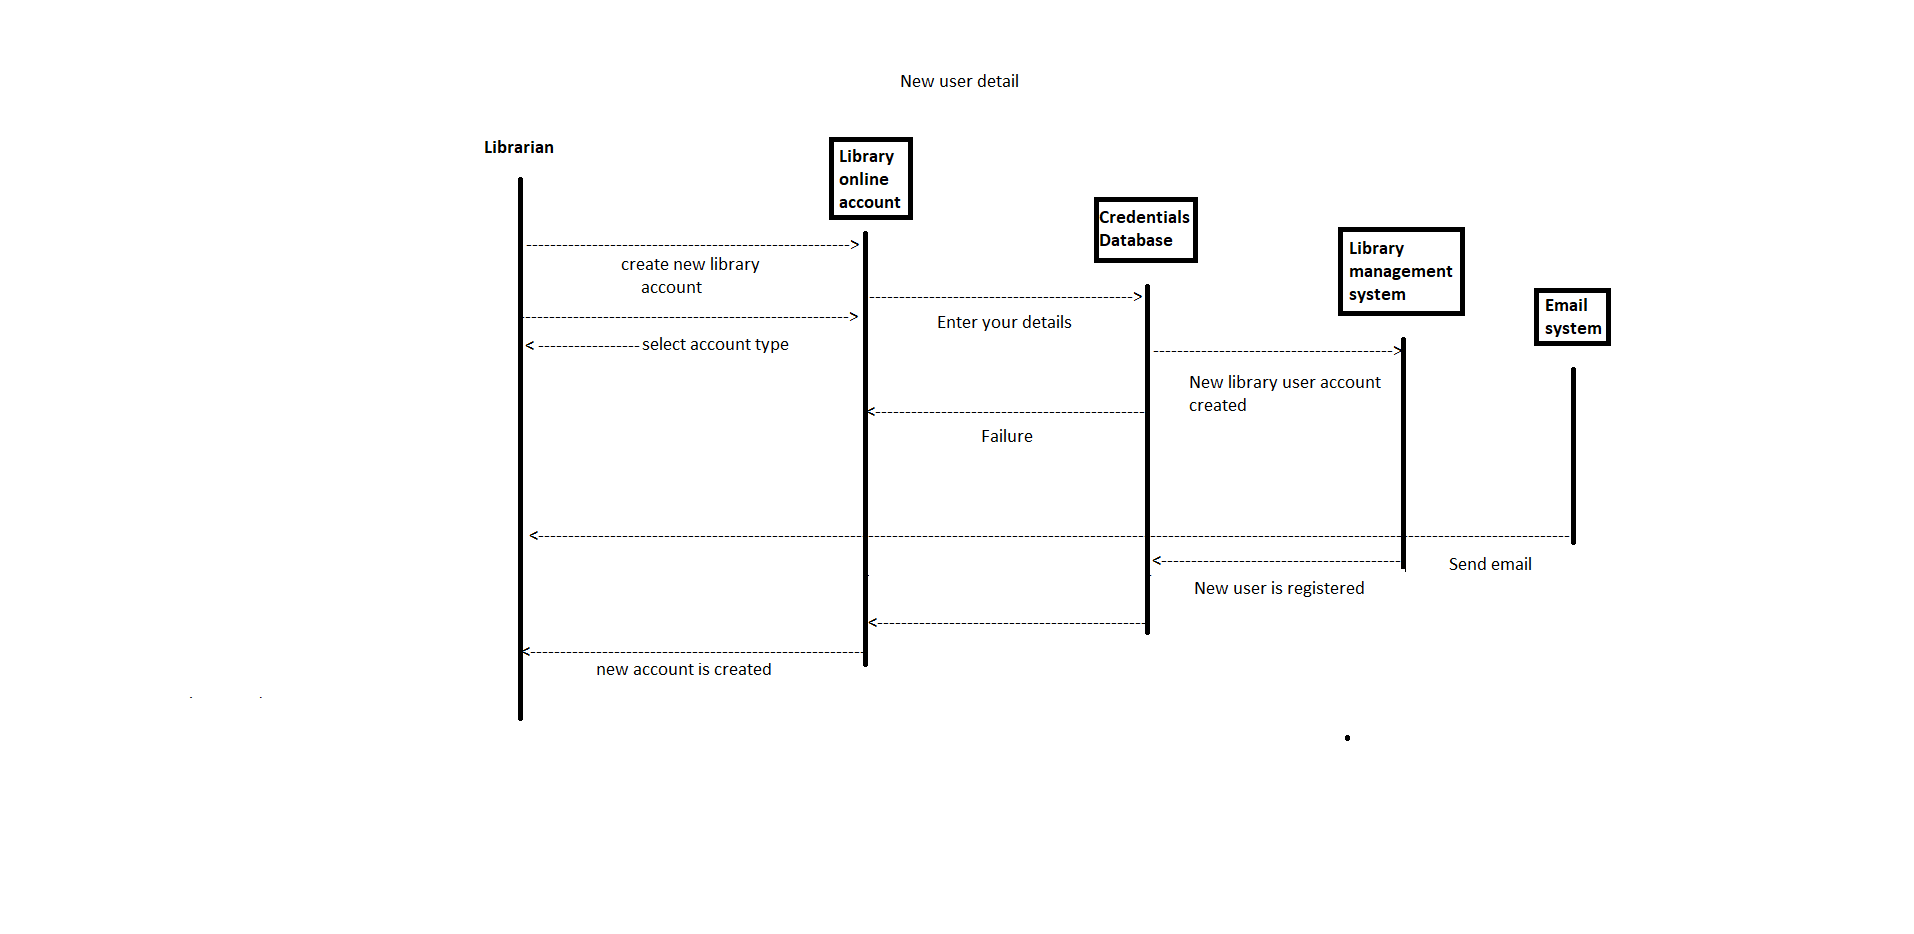 New user detail
Librarian
Library
online
account
Credentials
Database
Library
management
system
Email
system
create new library
account
Enter your details
select account type
New library user account
created
Failure
Send email
New user is registered
new account is created